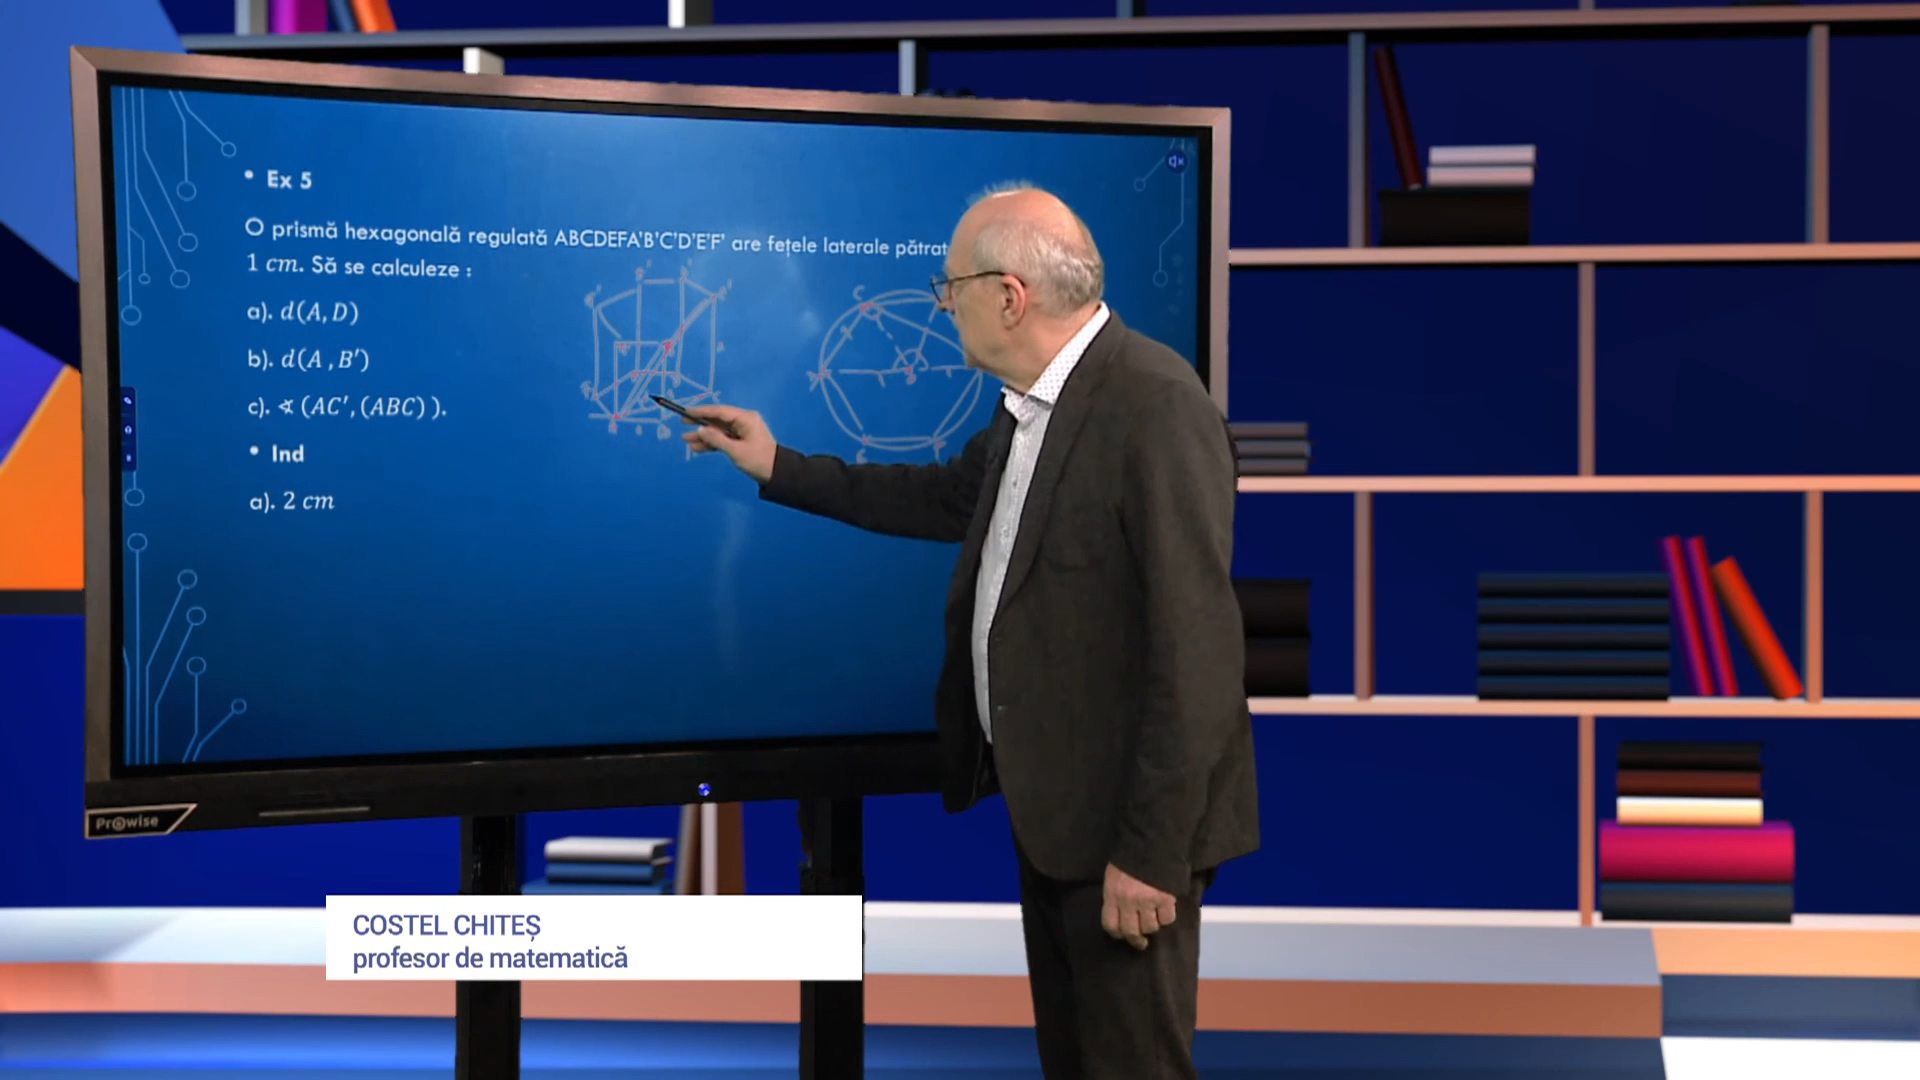 • Ex 5
O prismă hexagonală regulată ABCDEFA'B'C'D'E'F' are fețele laterale
1 cm. Să se calculeze :
a). d(A, D)
b). d(A , B′)
c). ∢ (AC′, (ABC) ).
• Ind
a). 2 cm
Prowise
COSTEL CHITEȘ
profesor de matematică